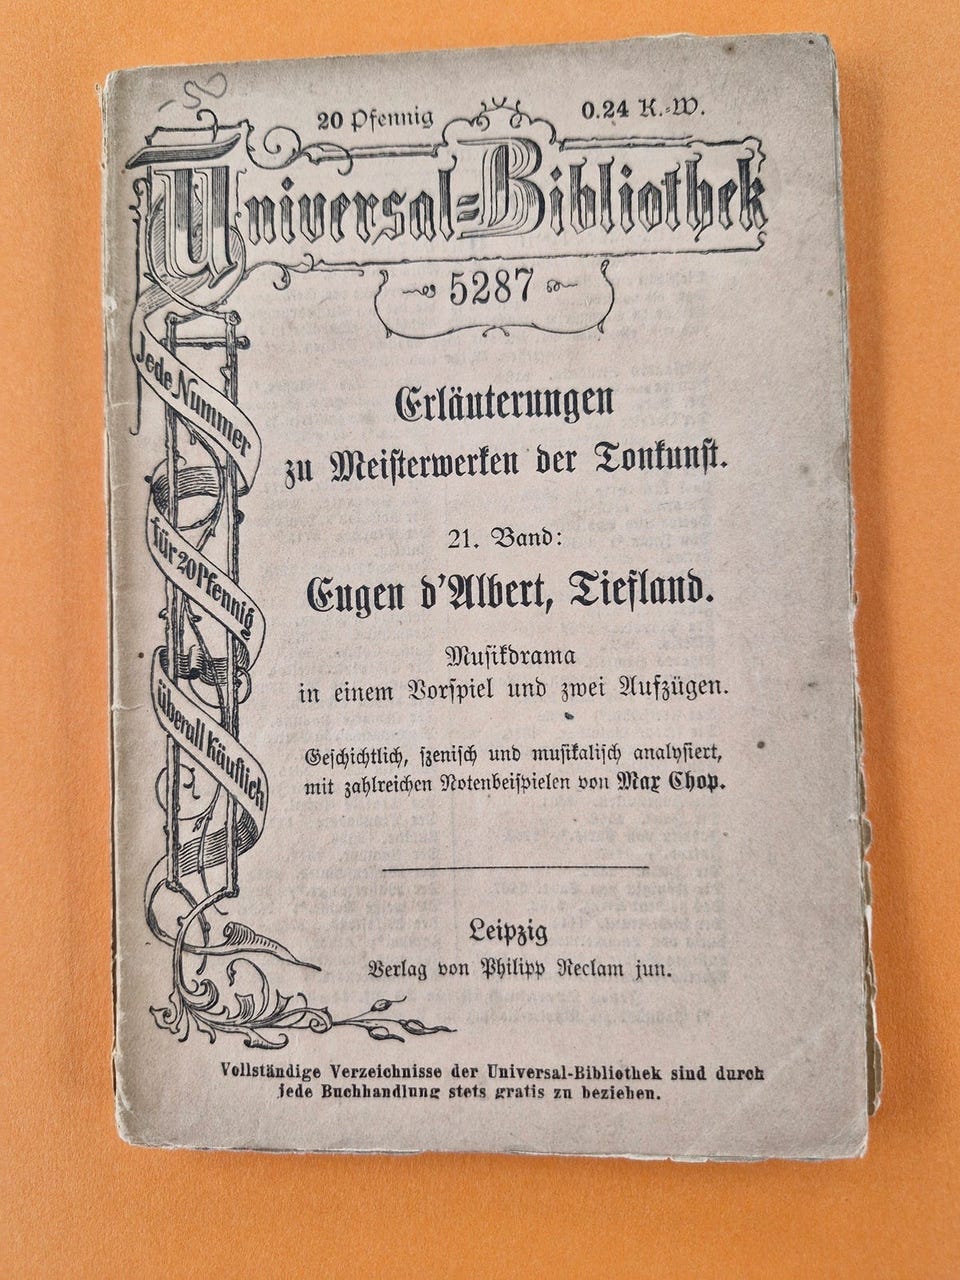 50
20 Pfennig 0.24 K.-W.
Universal-Bibliothek
5287
Jede Nummer
für 20 Pfennig
überall käuflich
Erläuterungen
zu Meisterwerken der Tonkunst.
21. Band:
Eugen d'Albert, Tiefland.
Musikdrama
in einem Vorspiel und zwei Aufzügen.
Geschichtlich, szenisch und musikalisch analysiert,
mit zahlreichen Notenbeispielen von Max Chop.
Leipzig
Verlag von Philipp Reclam jun.
Vollständige Verzeichnisse der Universal-Bibliothek sind durch
jede Buchhandlung stets gratis zu beziehen.